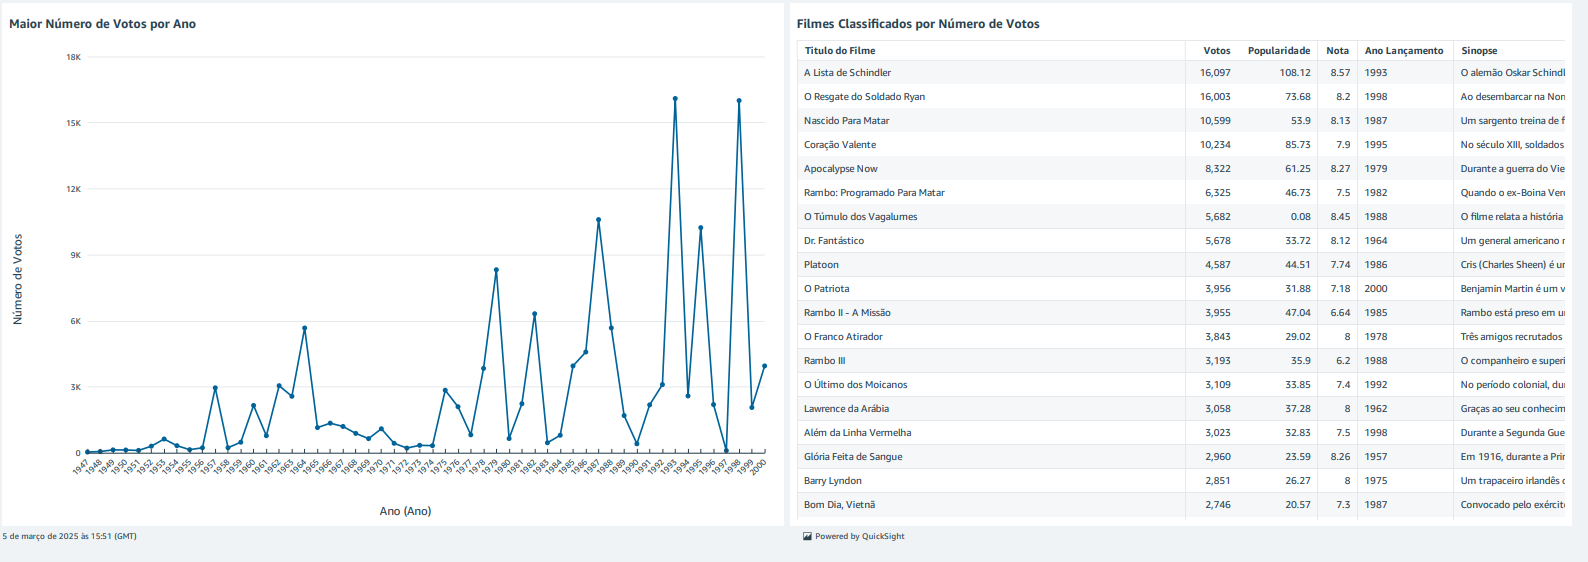 Maior Número de Votos por Ano
18K
15K
12K
9K
6K
3K
0
Número de Votos
1947 1948 1949 1950 1951 1952 1953 1954 1955 1956 1957 1958 1959 1960 1961 1962 1963 1964 1965 1966 1967 1968 1969 1970 1971 1972 1973 1974 1975 1976 1977 1978 1979 1980 1981 1982 1983 1984 1985 1986 1987 1988 1989 1990 1991 1992 1993 1994 1995 1996 1997 1998 1999 2000
Ano (Ano)
5 de março de 2025 às 15:51 (GMT)
Filmes Classificados por Número de Votos
Titulo do Filme Votos Popularidade Nota Ano Lançamento Sinopse
A Lista de Schindler 16,097 108.12 8.57 1993 O alemão Oskar Schindl
O Resgate do Soldado Ryan 16,003 73.68 8.2 1998 Ao desembarcar na Nor
Nascido Para Matar 10,599 53.9 8.13 1987 Um sargento treina de f
Coração Valente 10,234 85.73 7.9 1995 No século XIII, soldados
Apocalypse Now 8,322 61.25 8.27 1979 Durante a guerra do Vie
Rambo: Programado Para Matar 6,325 46.73 7.5 1982 Quando o ex-Boina Verd
O Túmulo dos Vagalumes 5,682 0.08 8.45 1988 O filme relata a história
Dr. Fantástico 5,678 33.72 8.12 1964 Um general americano
Platoon 4,587 44.51 7.74 1986 Cris (Charles Sheen) é
O Patriota 3,956 31.88 7.18 2000 Benjamin Martin é um v
Rambo II - A Missão 3,955 47.04 6.64 1985 Rambo está preso em
O Franco Atirador 3,843 29.02 8 1978 Três amigos recrutados
Rambo III 3,193 35.9 6.2 1988 O companheiro e superi
O Último dos Moicanos 3,109 33.85 7.4 1992 No período colonial,
Lawrence da Arábia 3,058 37.28 8 1962 Graças ao seu conhecim
Além da Linha Vermelha 3,023 32.83 7.5 1998 Durante a Segunda Gue
Glória Feita de Sangue 2,960 23.59 8.26 1957 Em 1916, durante a Prin
Barry Lyndon 2,851 26.27 8 1975 Um trapaceiro irlandês
Bom Dia, Vietnã 2,746 20.57 7.3 1987 Convocado pelo exército
Powered by QuickSight